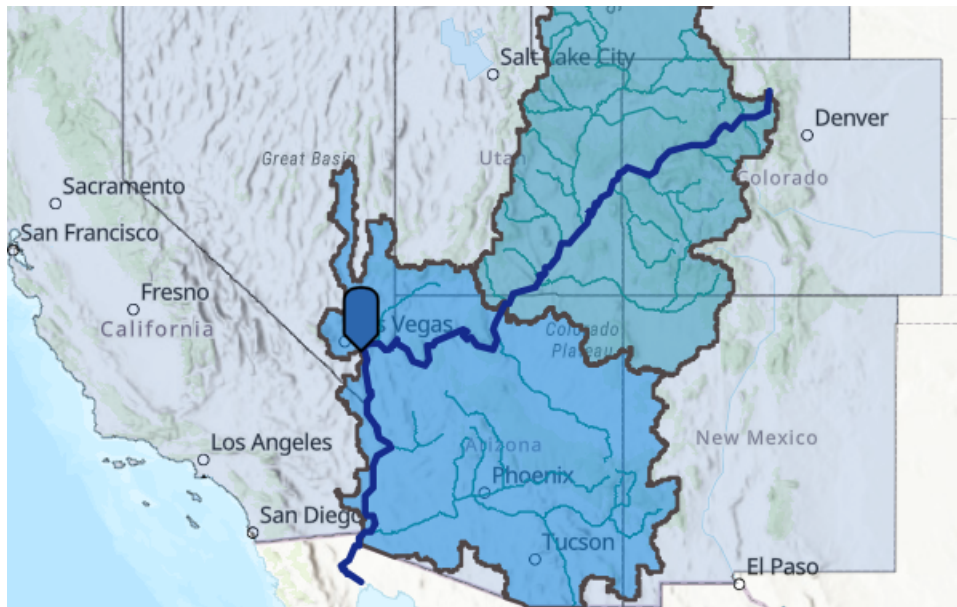 Salt Lake City
Denver
Great Basin
Utah
Colorado
Sacramento
San Francisco
Fresno
California
s Vegas
Colorado
Plateau
Los Angeles
Arizona
New Mexico
Phoenix
San Diego
Tucson
El Paso